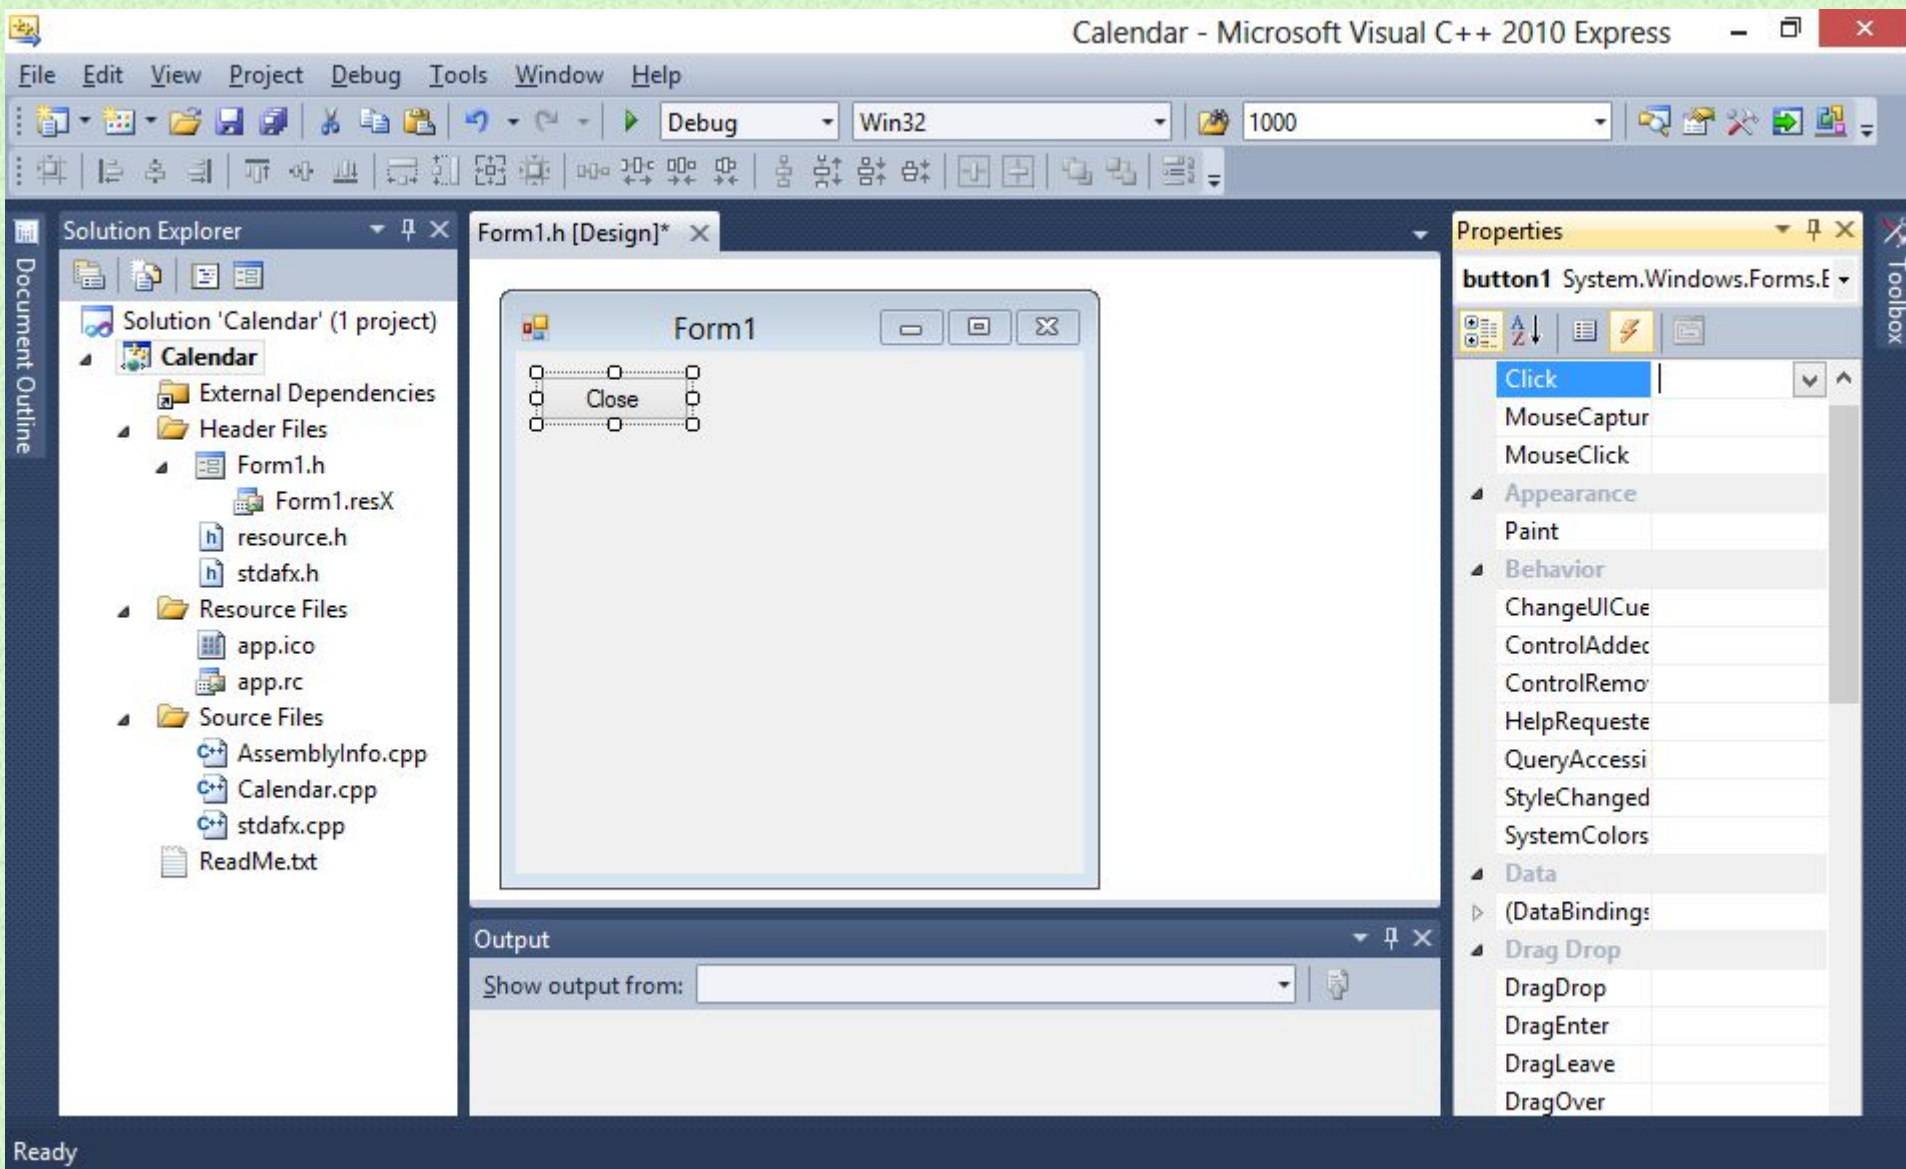 Calendar - Microsoft Visual C++ 2010 Express
File Edit View Project Debug Tools Window Help
Debug Win32 1000
Document Outline
Solution Explorer
Solution 'Calendar' (1 project)
Calendar
External Dependencies
Header Files
Form1.h
Form1.resX
resource.h
stdafx.h
Resource Files
app.ico
app.rc
Source Files
AssemblyInfo.cpp
Calendar.cpp
stdafx.cpp
ReadMe.txt
Form1.h [Design]*
Form1
Close
Output
Show output from:
Properties
button1 System.Windows.Forms.B
Click
MouseCaptur
MouseClick
Appearance
Paint
Behavior
ChangeUICue
ControlAdded
ControlRemo
HelpRequeste
QueryAccessi
StyleChanged
SystemColors
Data
(DataBindings
Drag Drop
DragDrop
DragEnter
DragLeave
DragOver
Toolbox
Ready